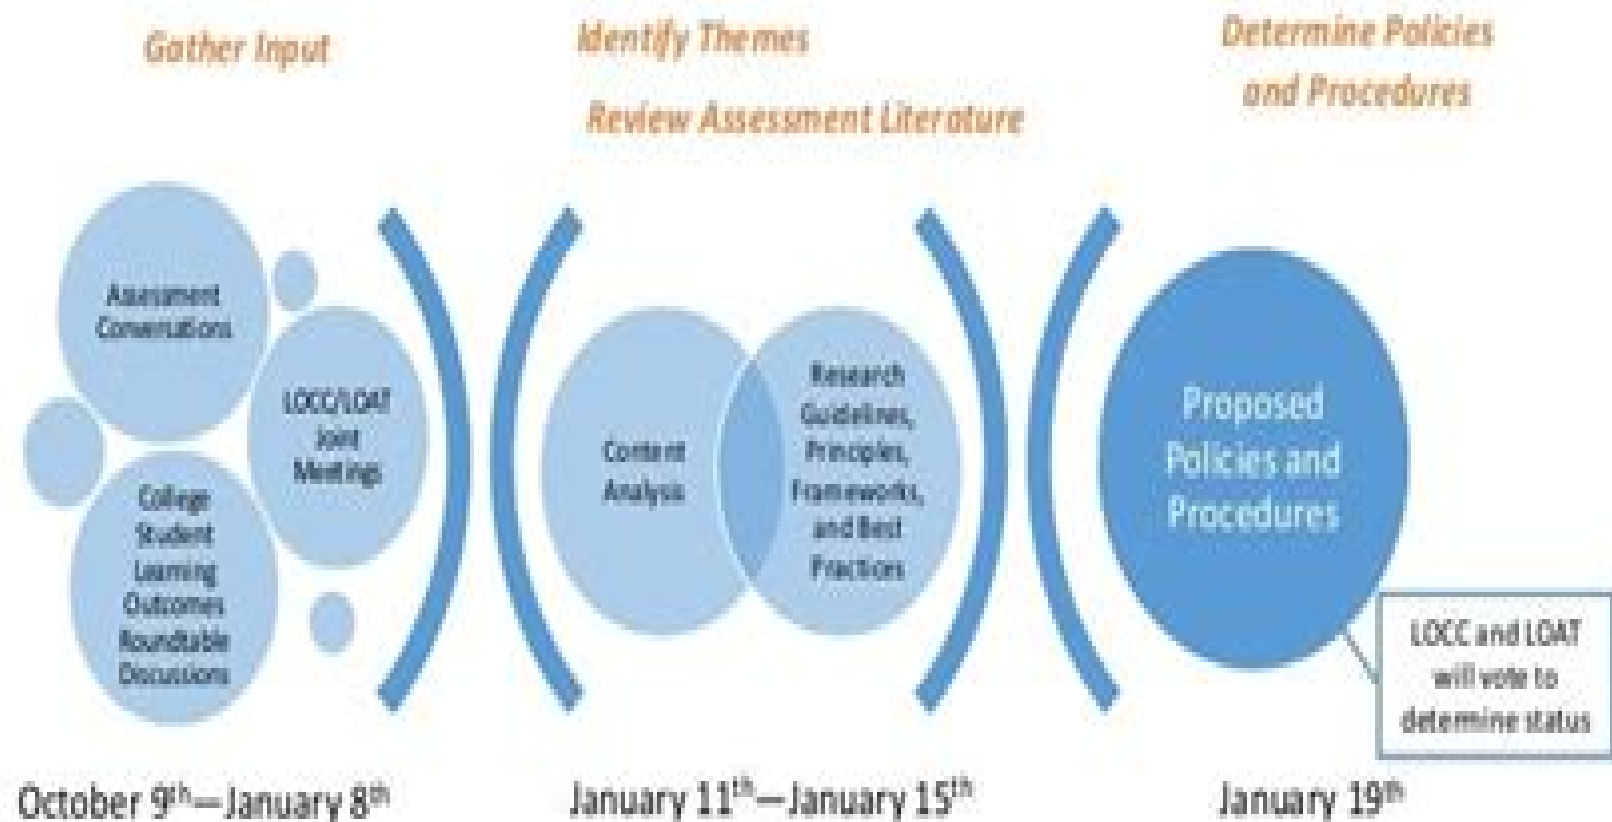 Gather Input
Identify Themes
Review Assessment Literature
Determine Policies
and Procedures
Assessment
Conversations
LOCC/LOAT
Joint
Meetings
College
Student
Learning
Outcomes
Roundtable
Discussions
Content
Analysis
Research
Guidelines,
Principles,
Frameworks,
and Best
Practices
Proposed
Policies and
Procedures
LOCC and LOAT
will vote to
determine status
October 9th—January 8th
January 11th—January 15th
January 19th